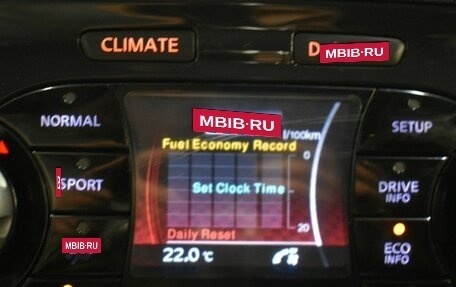 CLIMATE
D
MBIB·RU
NORMAL
MBIB·RU
l/100km
SETUP
Fuel Economy Record
0
SPORT
Set Clock Time
DRIVE
INFO
MBIB·RU
Daily Reset
20
ECO
INFO
22.0 °C